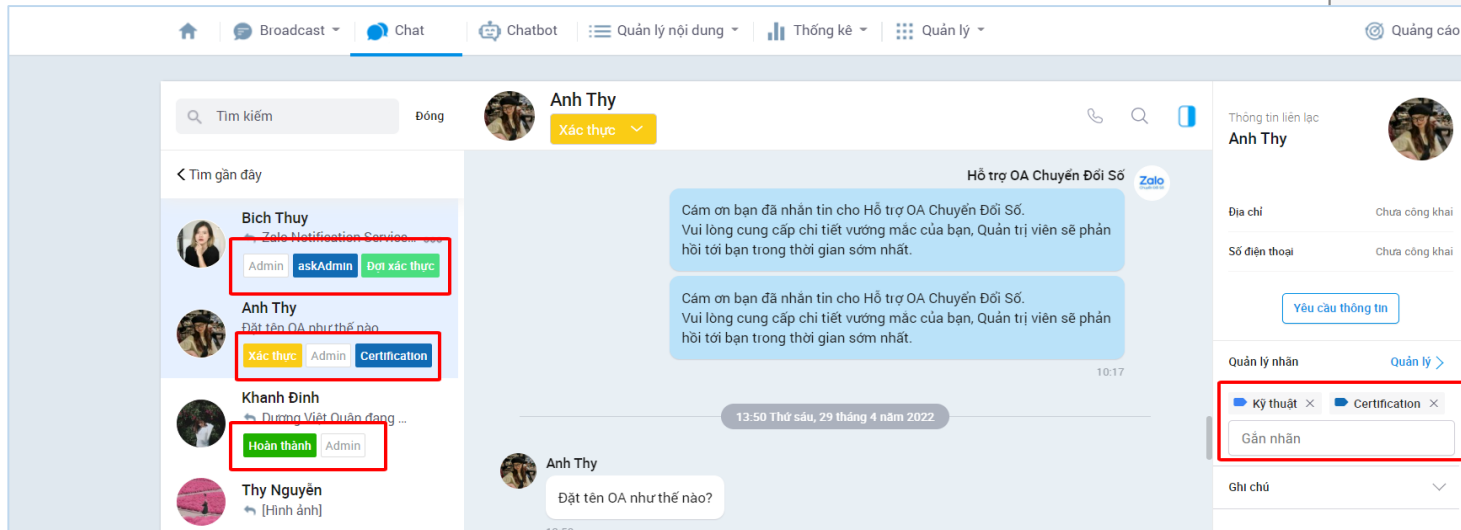 Broadcast
Chat
Chatbot
Quản lý nội dung
Thống kê
Quản lý
Quảng cáo
Tìm kiếm
Đóng
Tìm gần đây
Bich Thuy
Zalo Notification Service...
Admin
askAdmin
Đợi xác thực
Anh Thy
Đặt tên OA như thế nào
Xác thực
Admin
Certification
Khanh Đinh
Dương Việt Quân đang ...
Hoàn thành
Admin
Thy Nguyễn
[Hình ảnh]
Anh Thy
Xác thực
Hỗ trợ OA Chuyển Đổi Số
Zalo
Cám ơn bạn đã nhắn tin cho Hỗ trợ OA Chuyển Đổi Số.
Vui lòng cung cấp chi tiết vướng mắc của bạn, Quản trị viên sẽ phản
hồi tới bạn trong thời gian sớm nhất.
Cám ơn bạn đã nhắn tin cho Hỗ trợ OA Chuyển Đổi Số.
Vui lòng cung cấp chi tiết vướng mắc của bạn, Quản trị viên sẽ phản
hồi tới bạn trong thời gian sớm nhất.
10:17
13:50 Thứ sáu, 29 tháng 4 năm 2022
Anh Thy
Đặt tên OA như thế nào?
Thông tin liên lạc
Anh Thy
Địa chỉ
Chưa công khai
Số điện thoại
Chưa công khai
Yêu cầu thông tin
Quản lý nhãn
Quản lý
Kỹ thuật
Certification
Gắn nhãn
Ghi chú